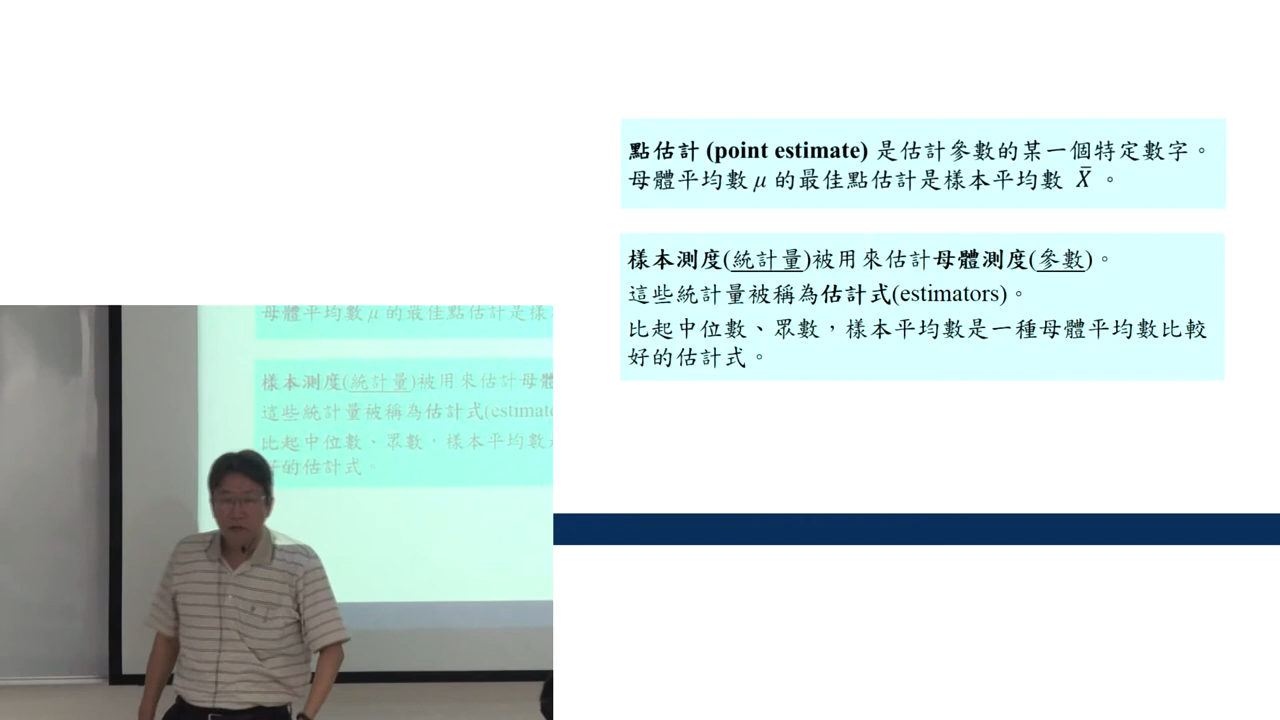 點估計 (point estimate) 是估計參數的某一個特定數字。
母體平均數 μ 的最佳點估計是樣本平均數 X̄ 。
樣本測度(統計量)被用來估計母體測度(參數)。
這些統計量被稱為估計式(estimators)。
比起中位數、眾數，樣本平均數是一種母體平均數比較
好的估計式。
母體平均數 μ 的最佳點估計是樣
樣本測度(統計量)被用來估計母體
這些統計量被稱為估計式(estimat
比起中位數、眾數，樣本平均數
的估計式。